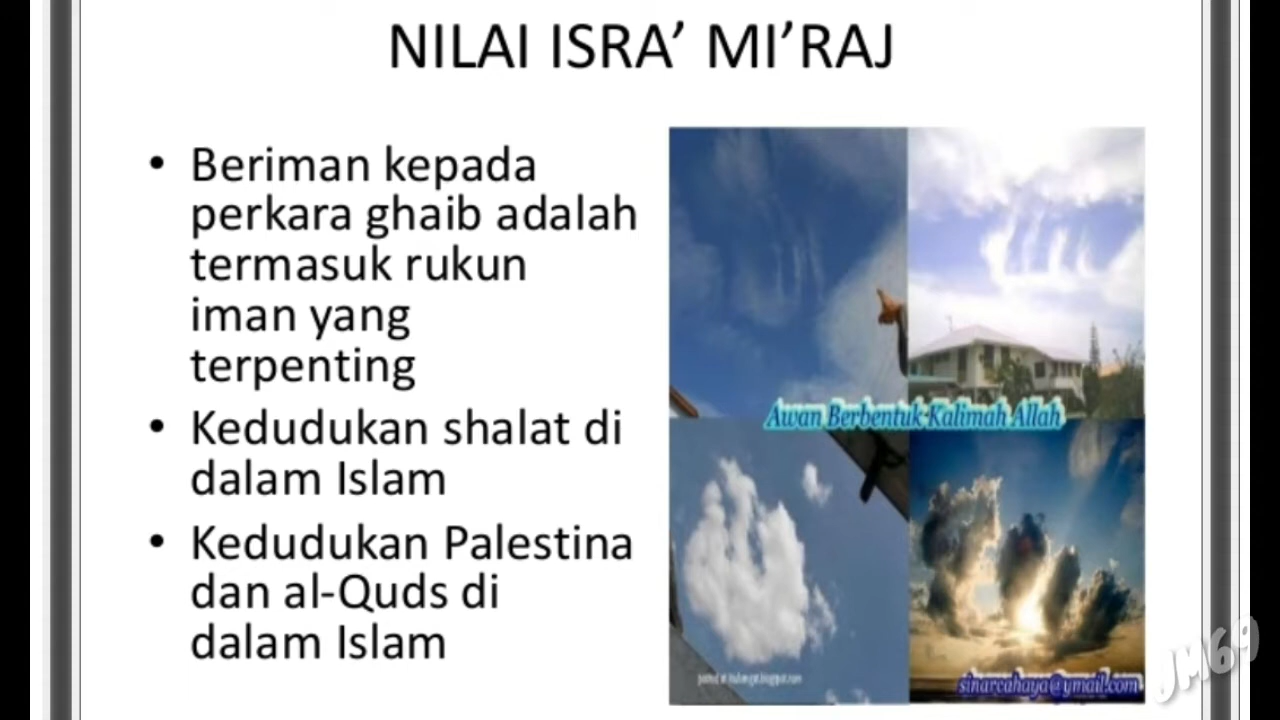 NILAI ISRA’ MI’RAJ
• Beriman kepada
perkara ghaib adalah
termasuk rukun
iman yang
terpenting
• Kedudukan shalat di
dalam Islam
• Kedudukan Palestina
dan al-Quds di
dalam Islam
Awan Berbentuk Kalimah Allah
sinarcahaya@ymail.com
JM69